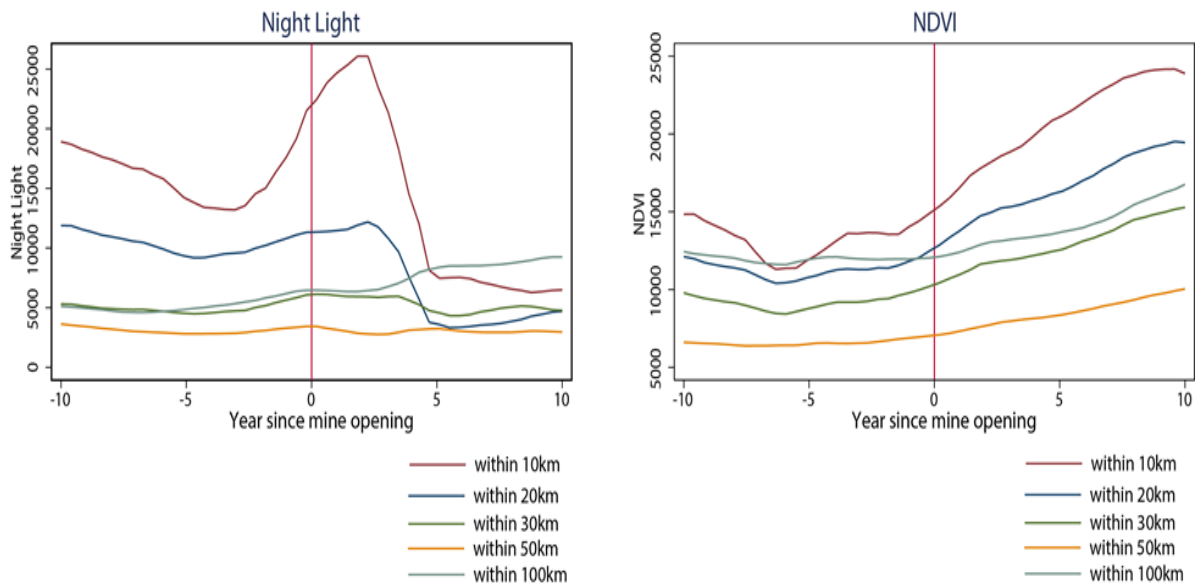 Night Light
25000
20000
15000
10000
50000
0
Night Light
-10
-5
0
5
10
Year since mine opening
within 10km
within 20km
within 30km
within 50km
within 100km
NDVI
25000
20000
15000
10000
5000
NDVI
-10
-5
0
5
10
Year since mine opening
within 10km
within 20km
within 30km
within 50km
within 100km